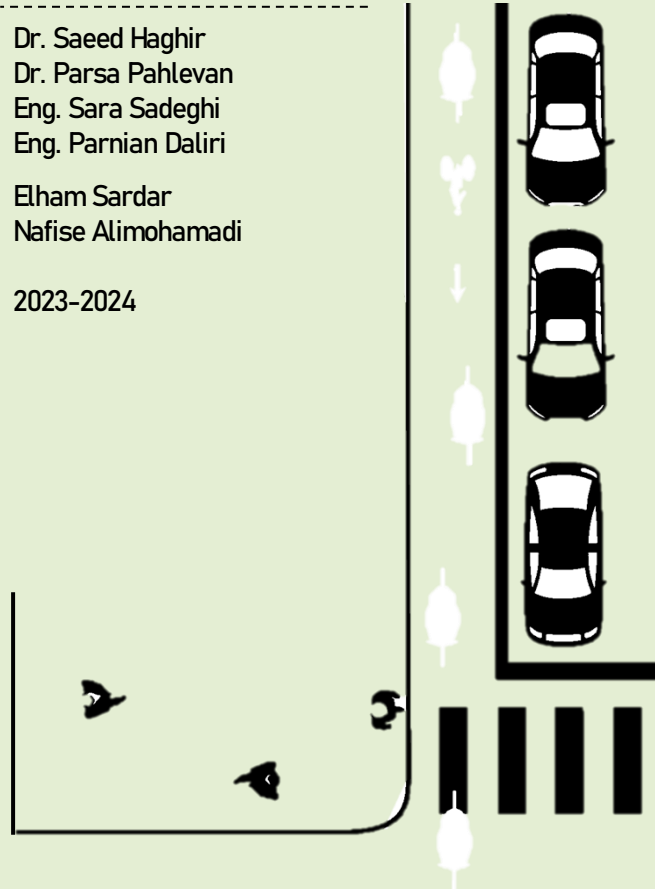 Dr. Saeed Haghir
Dr. Parsa Pahlevan
Eng. Sara Sadeghi
Eng. Parnian Daliri
Elham Sardar
Nafise Alimohamadi
2023-2024